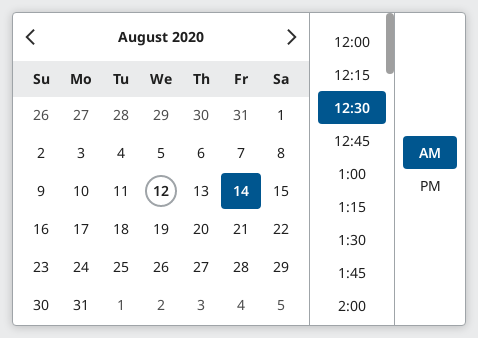 August 2020
Su Mo Tu We Th Fr Sa
26 27 28 29 30 31 1
2 3 4 5 6 7 8
9 10 11 12 13 14 15
16 17 18 19 20 21 22
23 24 25 26 27 28 29
30 31 1 2 3 4 5
12:00
12:15
12:30
12:45
1:00
1:15
1:30
1:45
2:00
AM
PM